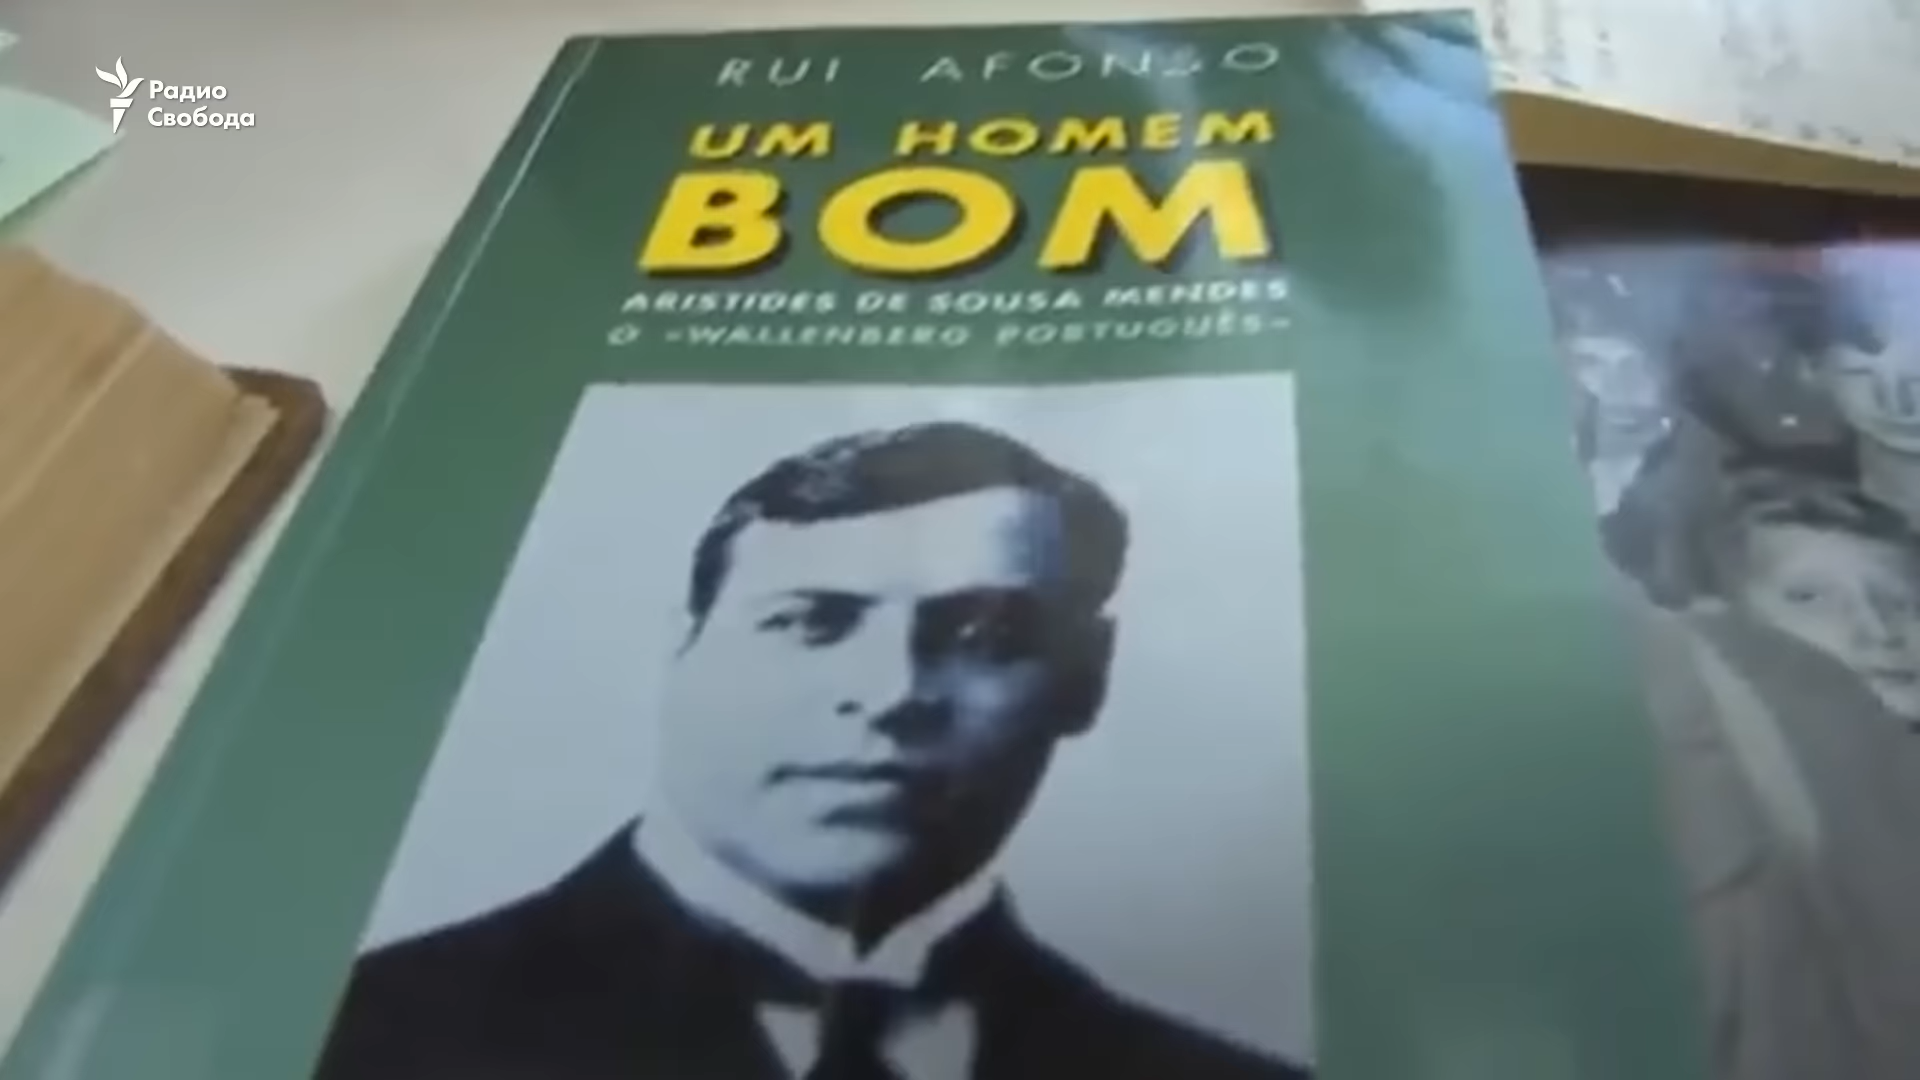 Радио
Свобода
RUI AFONSO
UM HOMEM
BOM
ARISTIDES DE SOUSA MENDES
O «WALLENBERG PORTUGUÊS»